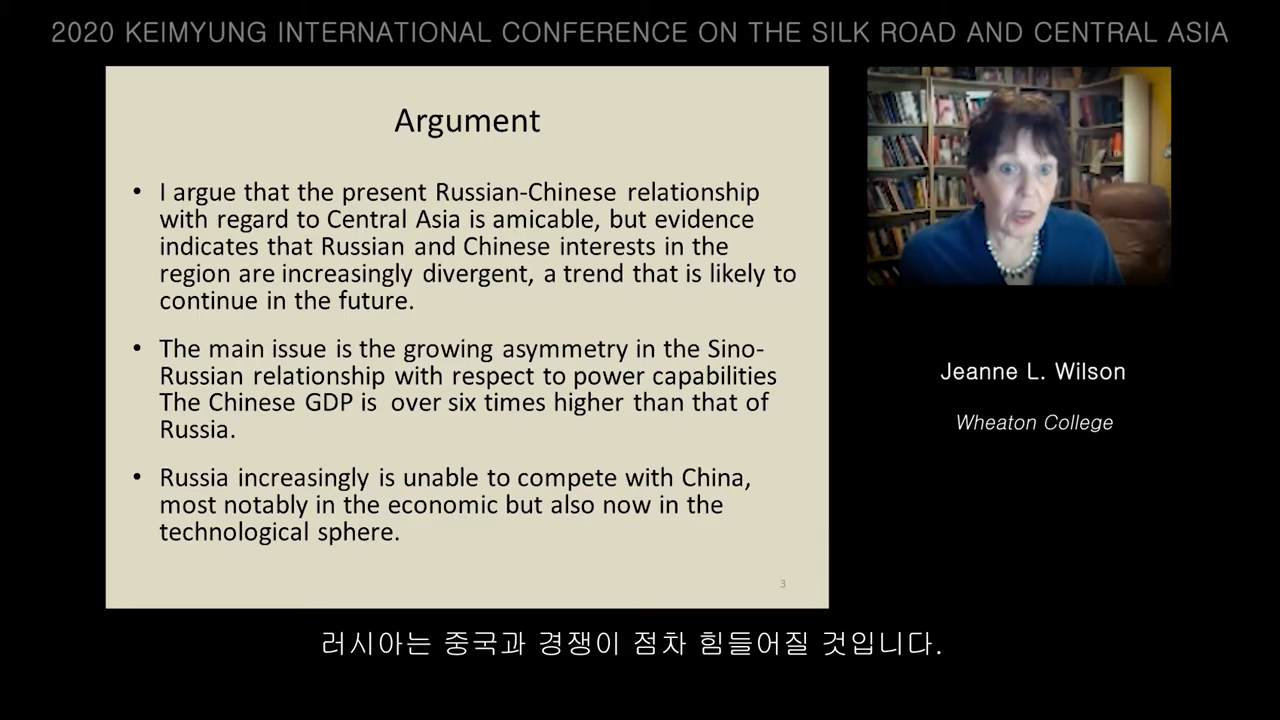 2020 KEIMYUNG INTERNATIONAL CONFERENCE ON THE SILK ROAD AND CENTRAL ASIA
Argument
• I argue that the present Russian-Chinese relationship
with regard to Central Asia is amicable, but evidence
indicates that Russian and Chinese interests in the
region are increasingly divergent, a trend that is likely to
continue in the future.
• The main issue is the growing asymmetry in the Sino-
Russian relationship with respect to power capabilities
The Chinese GDP is over six times higher than that of
Russia.
• Russia increasingly is unable to compete with China,
most notably in the economic but also now in the
technological sphere.
3
Jeanne L. Wilson
Wheaton College
러시아는 중국과 경쟁이 점차 힘들어질 것입니다.